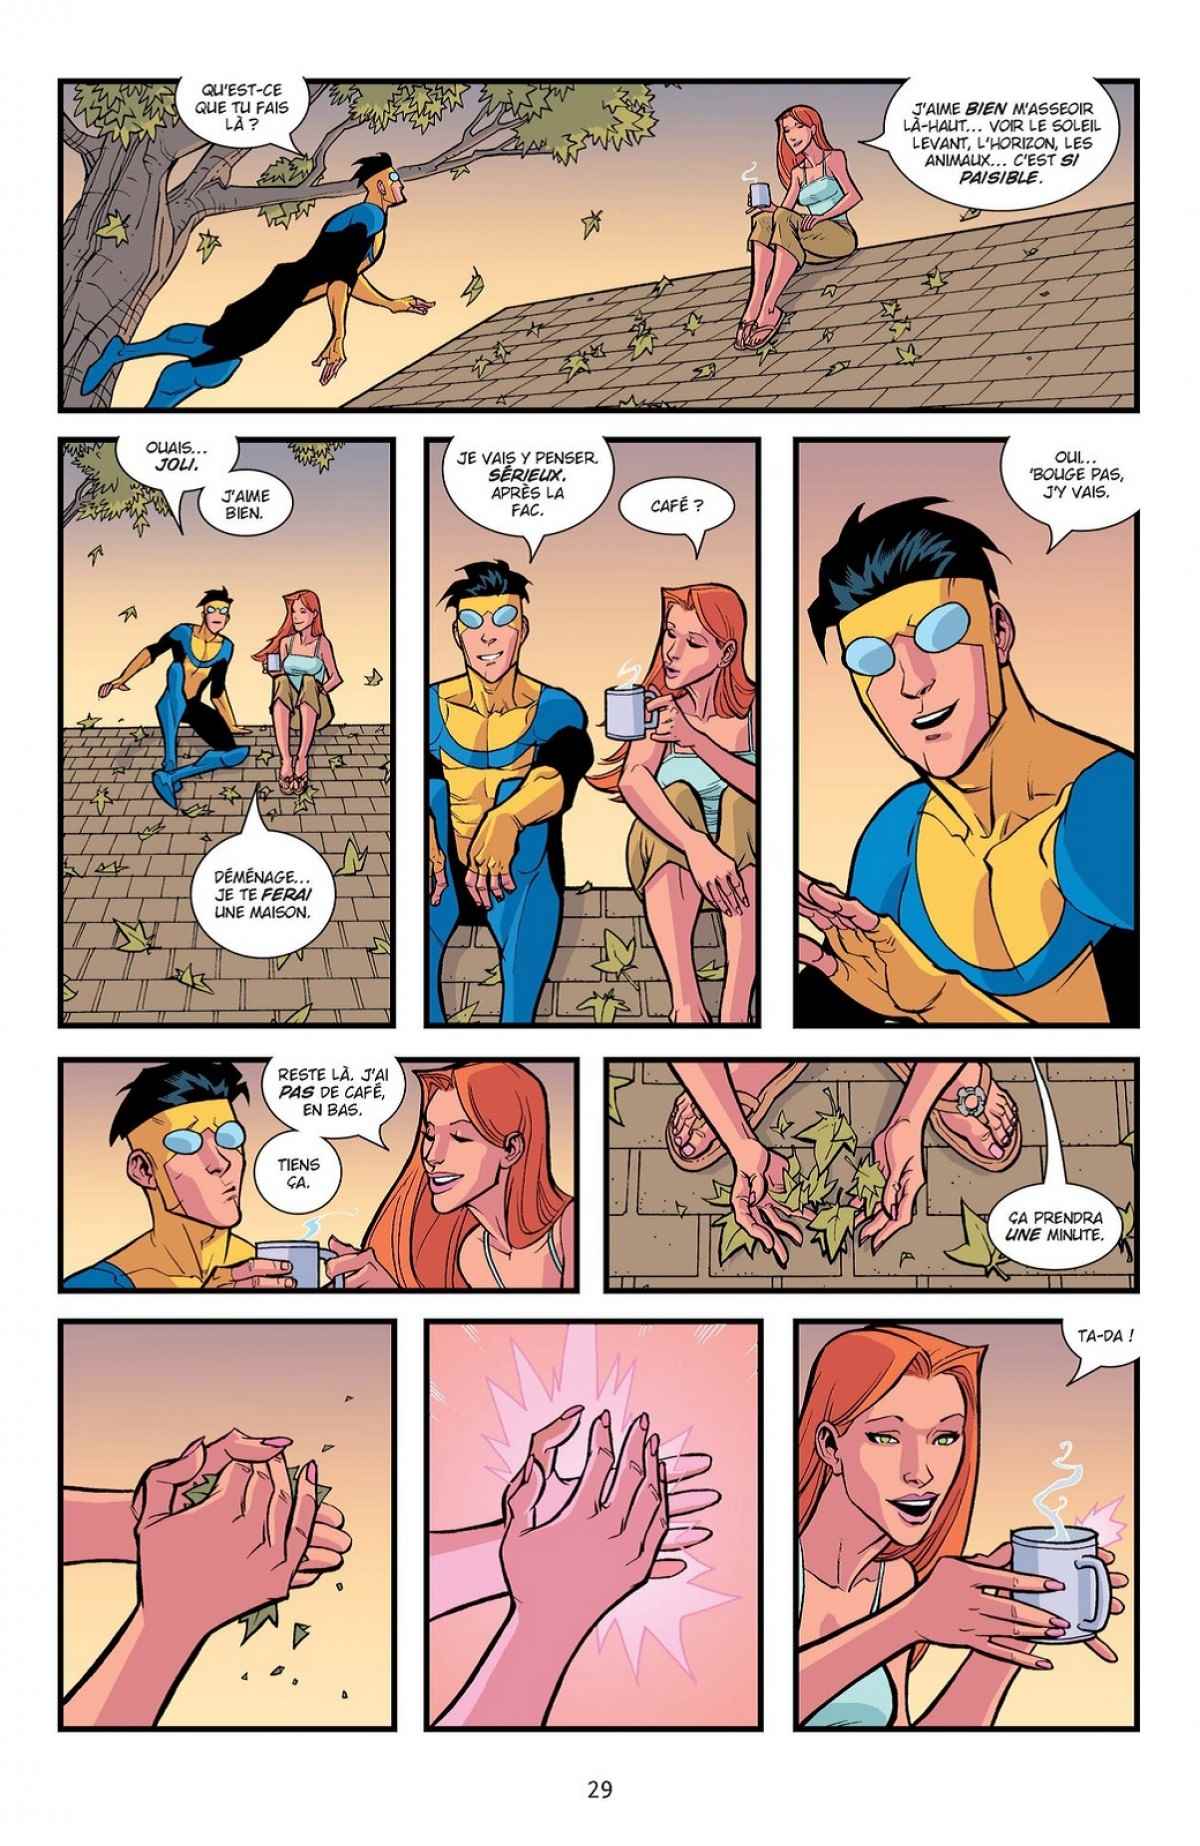 QU'EST-CE
QUE TU FAIS
LÀ ?
J'AIME BIEN M'ASSEOIR
LÀ-HAUT... VOIR LE SOLEIL
LEVANT, L'HORIZON, LES
ANIMAUX... C'EST SI
PAISIBLE.
OUAIS...
JOLI.
J'AIME
BIEN.
DÉMÉNAGE...
JE TE FERAI
UNE MAISON.
JE VAIS Y PENSER.
SÉRIEUX.
APRÈS LA
FAC.
CAFÉ ?
OUI...
'BOUGE PAS,
J'Y VAIS.
RESTE LÀ. J'AI
PAS DE CAFÉ,
EN BAS.
TIENS
ÇA.
ÇA PRENDRA
UNE MINUTE.
TA-DA !
29